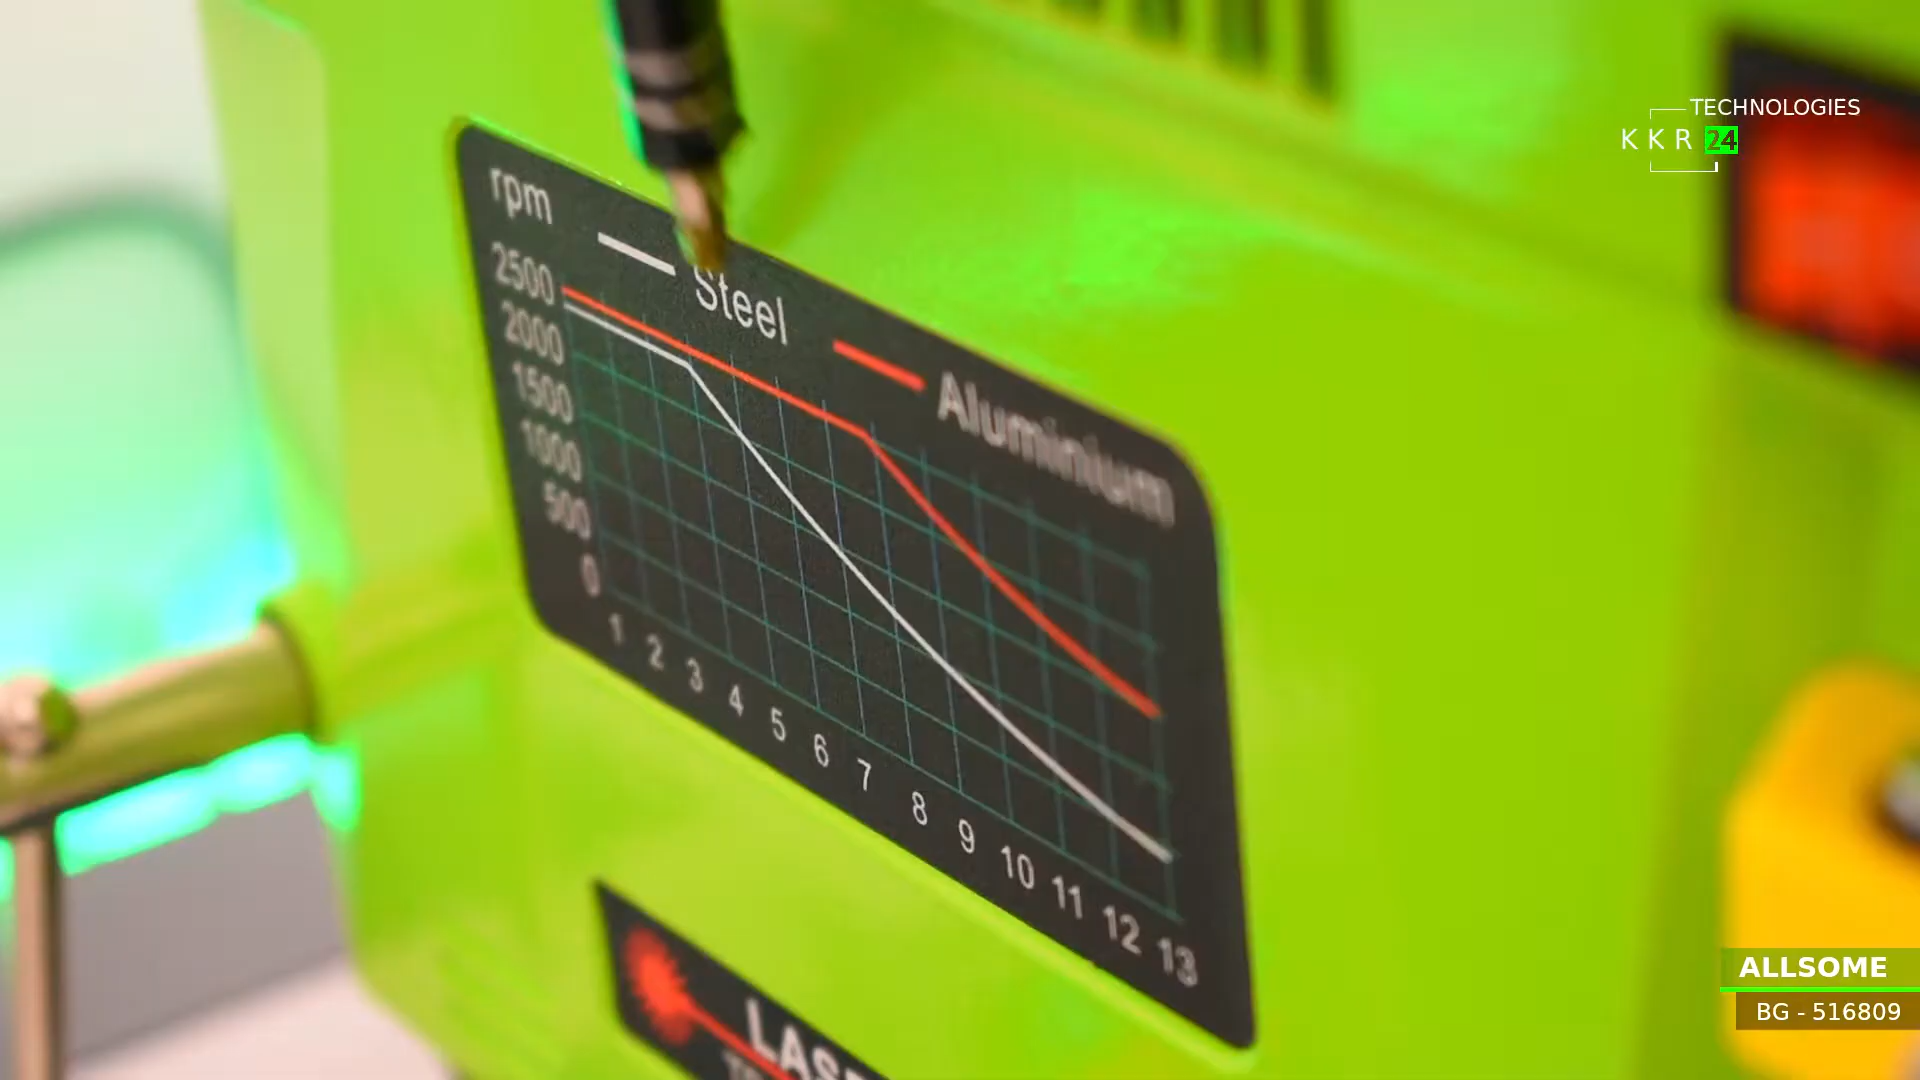 TECHNOLOGIES
KKR 24
rpm
Steel
Aluminium
2500
2000
1500
1000
500
0
1 2 3 4 5 6 7 8 9 10 11 12 13
ALLSOME
BG - 516809